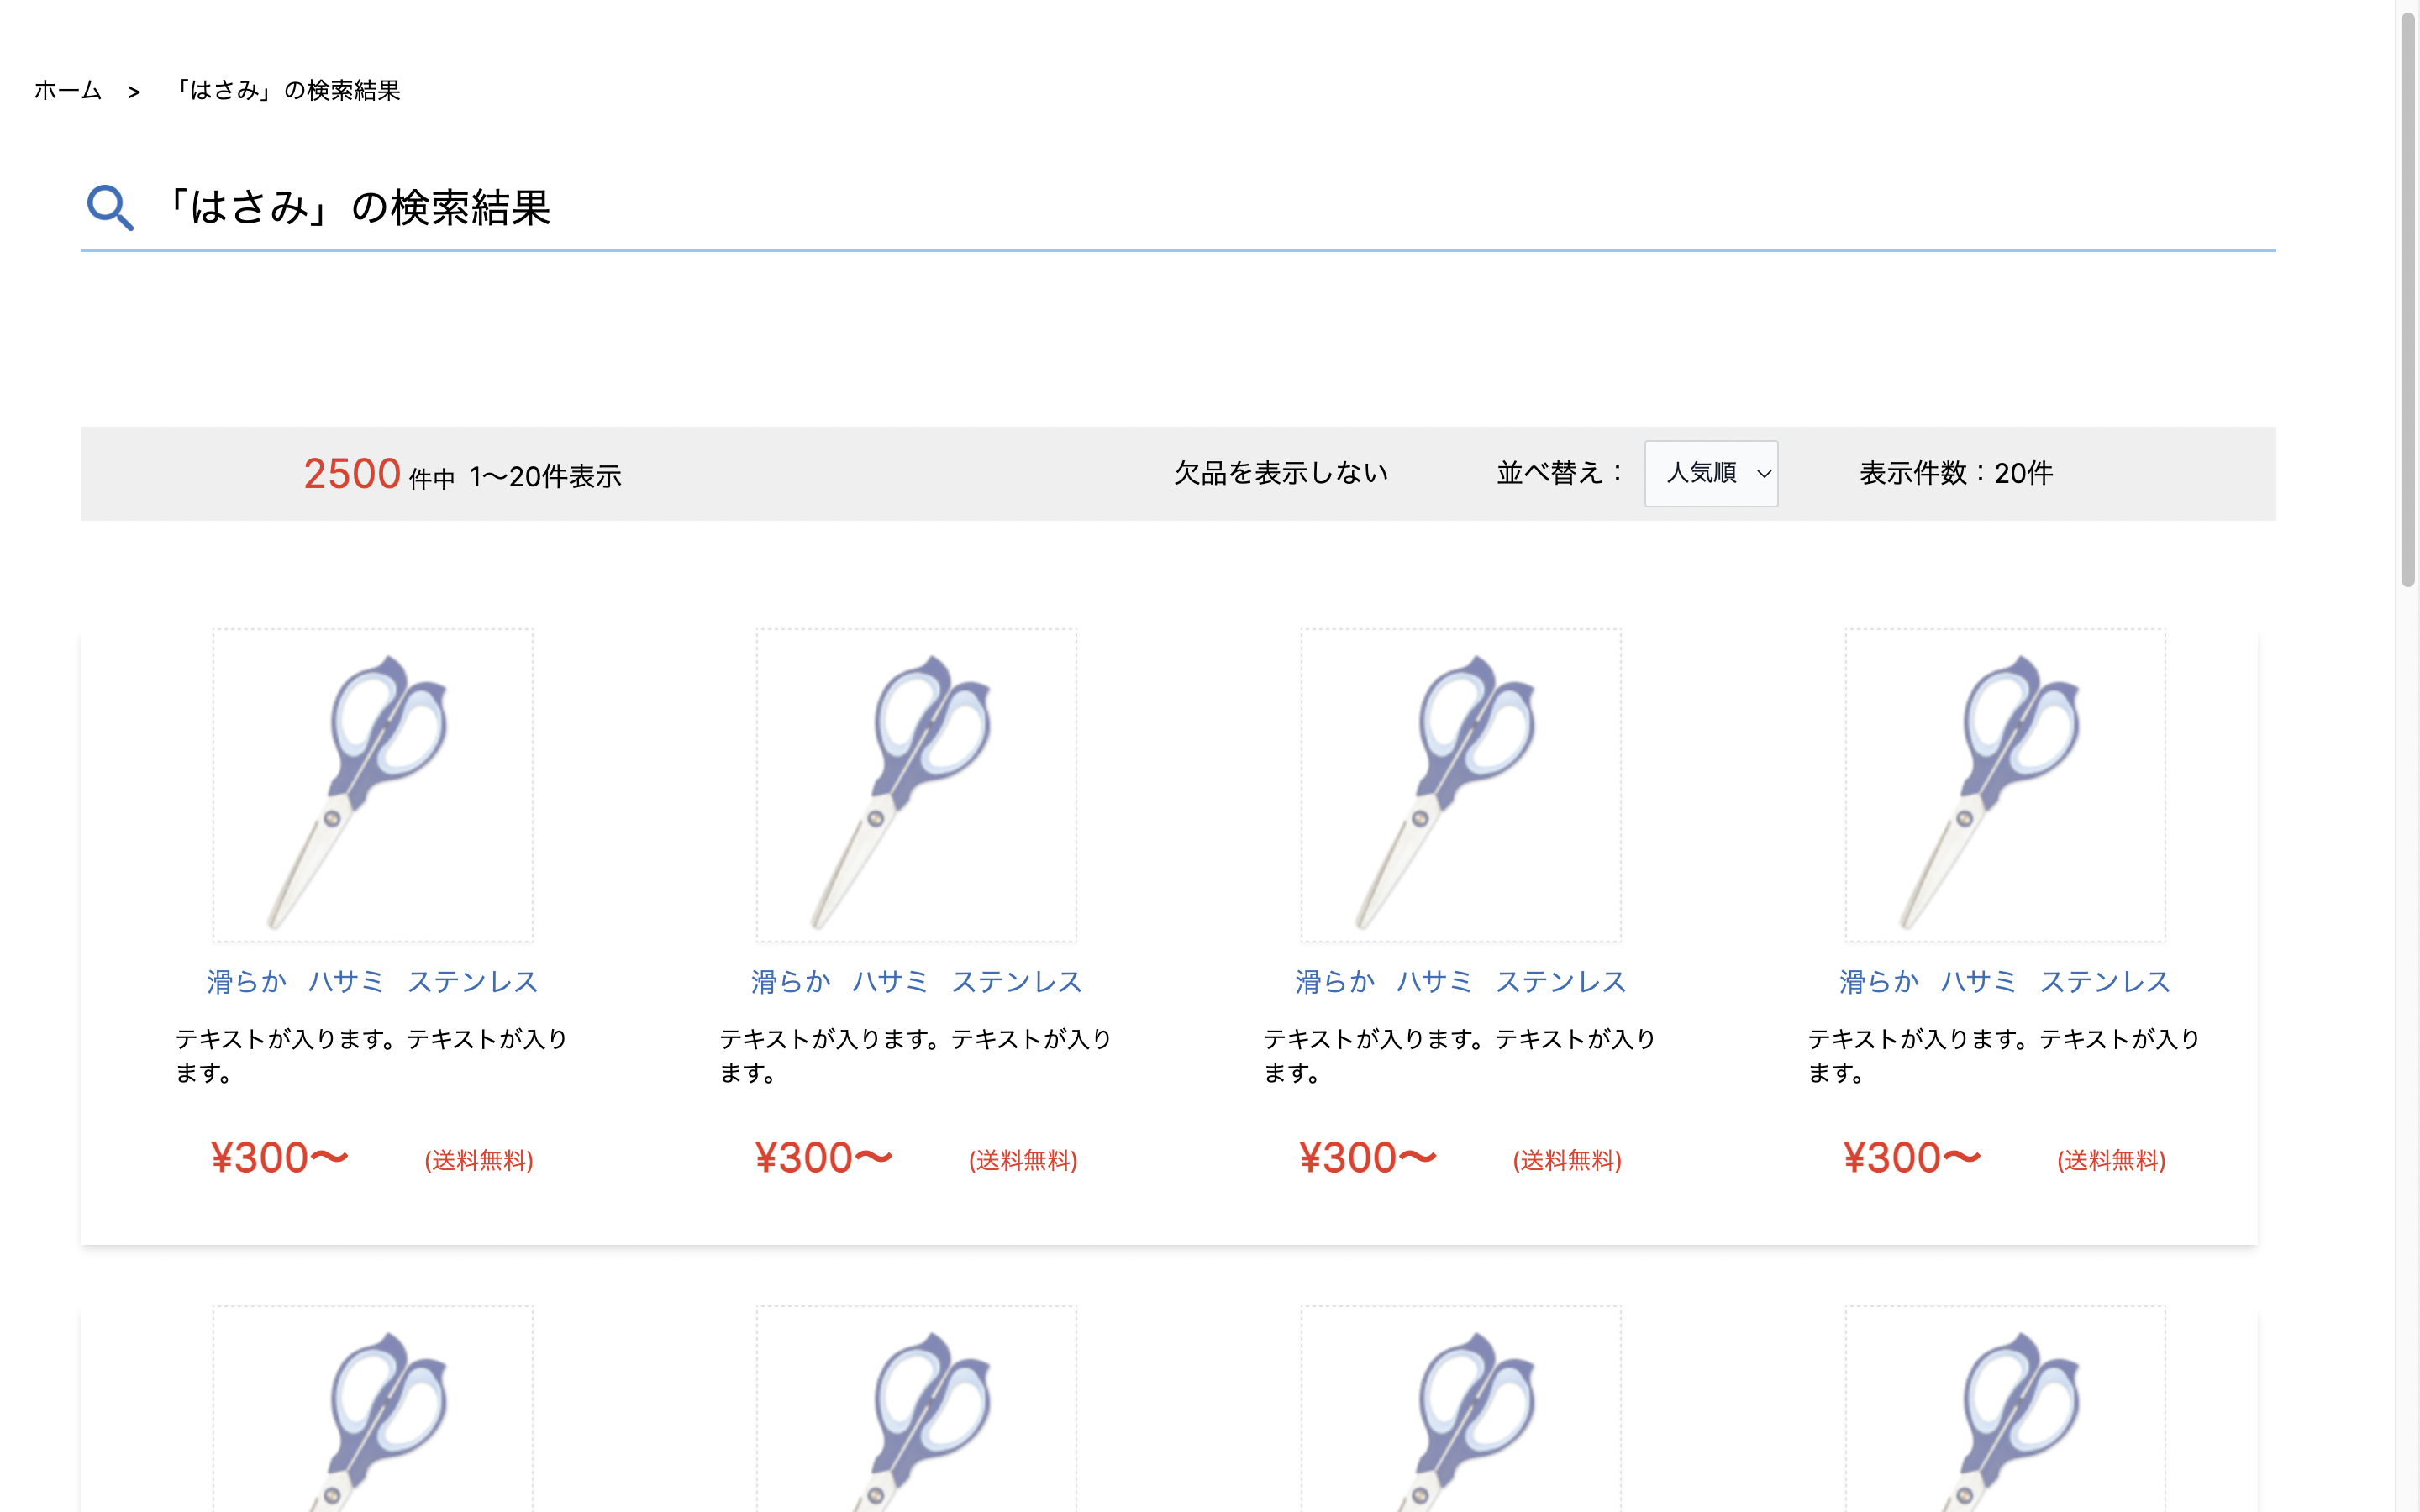 ホーム > 「はさみ」の検索結果
「はさみ」の検索結果
2500 件中 1〜20件表示 欠品を表示しない 並べ替え： 人気順 表示件数：20件
滑らか ハサミ ステンレス
テキストが入ります。テキストが入り
ます。
¥300〜 (送料無料)
滑らか ハサミ ステンレス
テキストが入ります。テキストが入り
ます。
¥300〜 (送料無料)
滑らか ハサミ ステンレス
テキストが入ります。テキストが入り
ます。
¥300〜 (送料無料)
滑らか ハサミ ステンレス
テキストが入ります。テキストが入り
ます。
¥300〜 (送料無料)